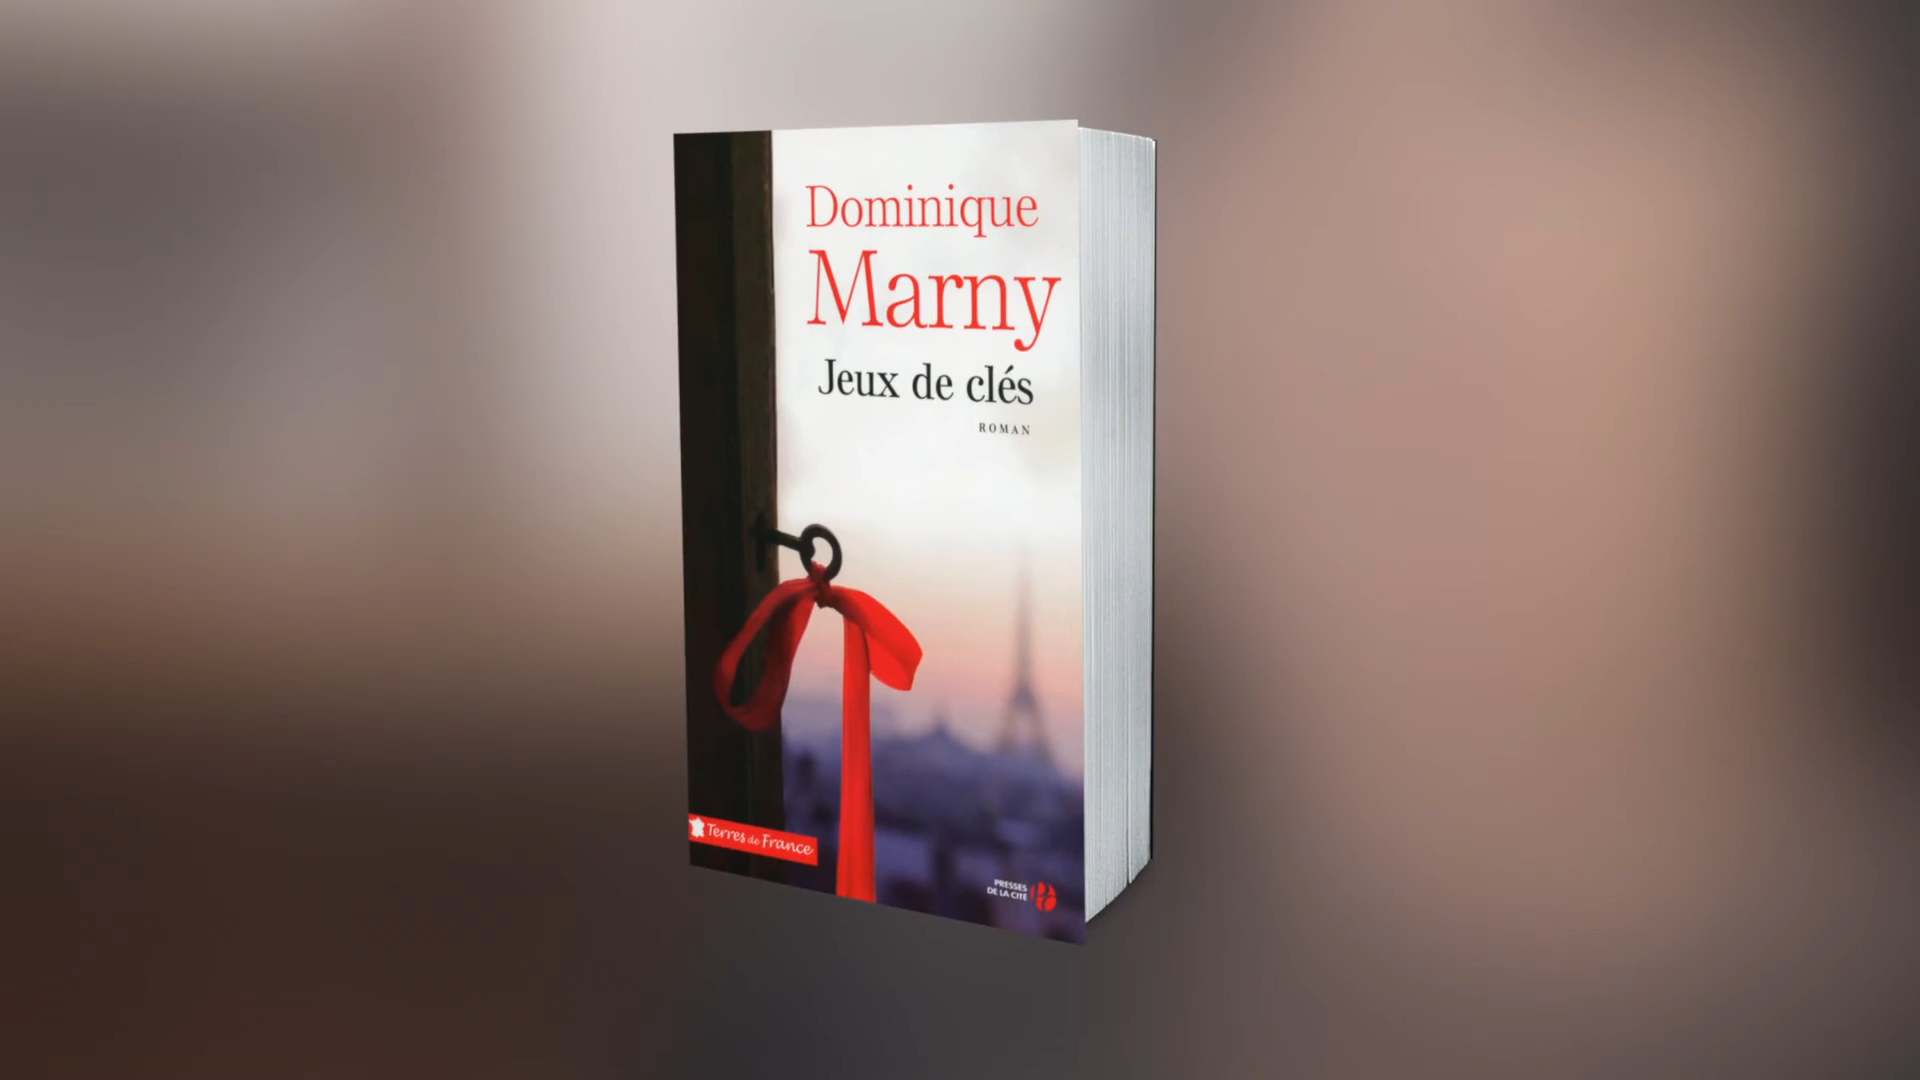 Dominique
Marny
Jeux de clés
ROMAN
Terres de France
PRESSES
DE LA CITÉ